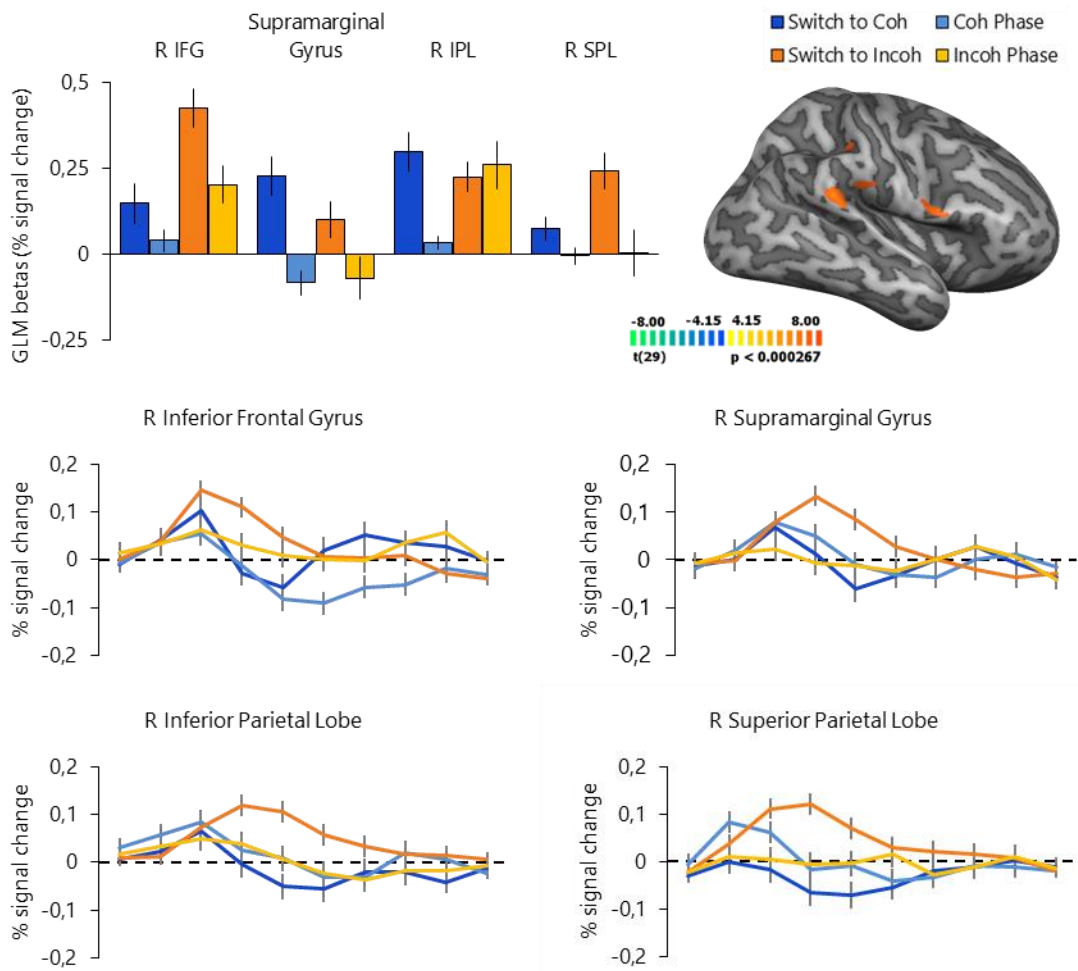 Supramarginal
Gyrus
R IFG
R IPL
R SPL
Switch to Coh
Coh Phase
Switch to Incoh
Incoh Phase
GLM betas (% signal change)
0,5
0,25
0
-0,25
-8.00 -4.15 4.15 8.00
t(29) p < 0.000267
R Inferior Frontal Gyrus
% signal change
0,2
0,1
0
-0,1
-0,2
R Supramarginal Gyrus
% signal change
0,2
0,1
0
-0,1
-0,2
R Inferior Parietal Lobe
% signal change
0,2
0,1
0
-0,1
-0,2
R Superior Parietal Lobe
% signal change
0,2
0,1
0
-0,1
-0,2